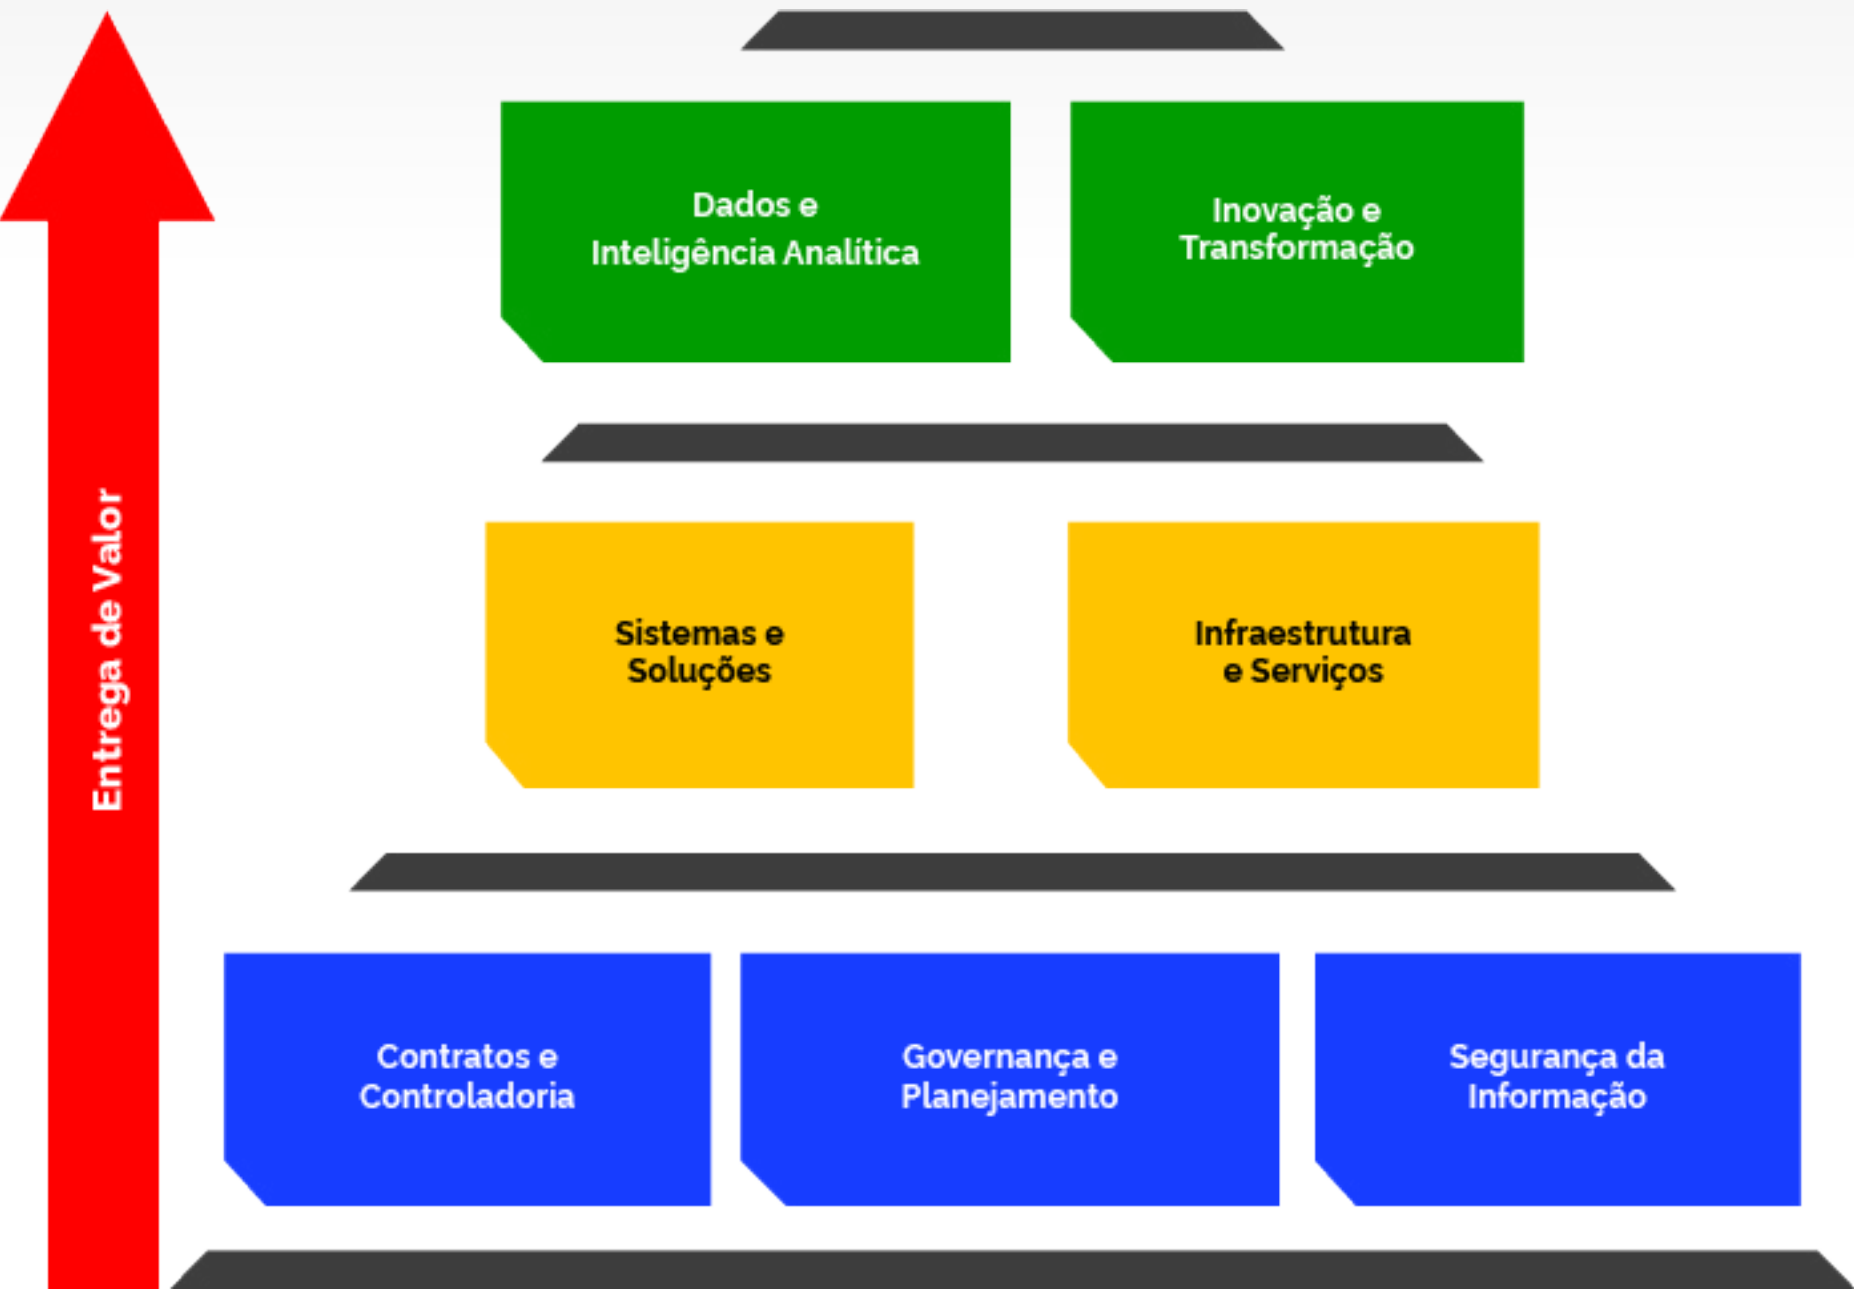 Dados e
Inteligência Analítica
Inovação e
Transformação
Entrega de Valor
Sistemas e
Soluções
Infraestrutura
e Serviços
Contratos e
Controladoria
Governança e
Planejamento
Segurança da
Informação